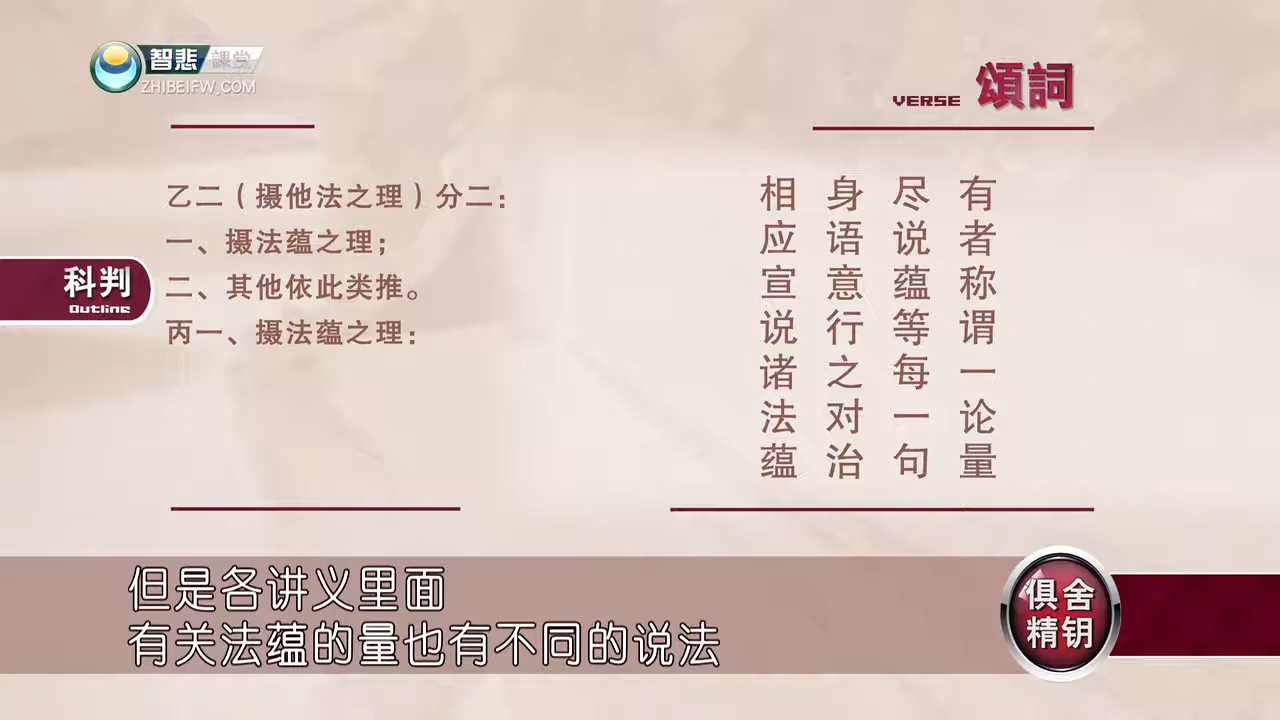 智悲課堂
ZHIBEIFW.COM
VERSE 頌詞
乙二（摄他法之理）分二：
一、摄法蕴之理；
二、其他依此类推。
丙一、摄法蕴之理：
科判
Outline
有者称谓一论量
尽说蕴等每一句
身语意行之对治
相应宣说诸法蕴
但是各讲义里面
有关法蕴的量也有不同的说法
俱舍
精钥